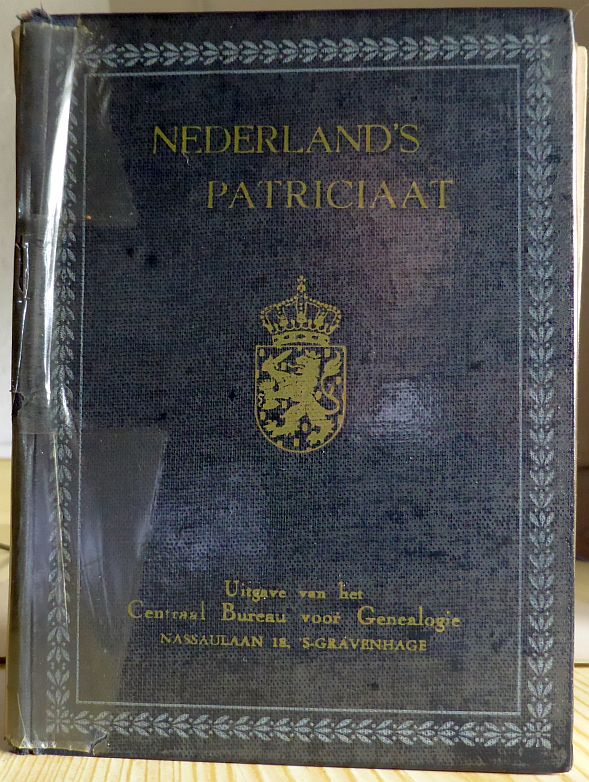 NEDERLAND'S
PATRICIAAT
Uitgave van het
Centraal Bureau voor Genealogie
NASSAULAAN 18, 'S-GRAVENHAGE